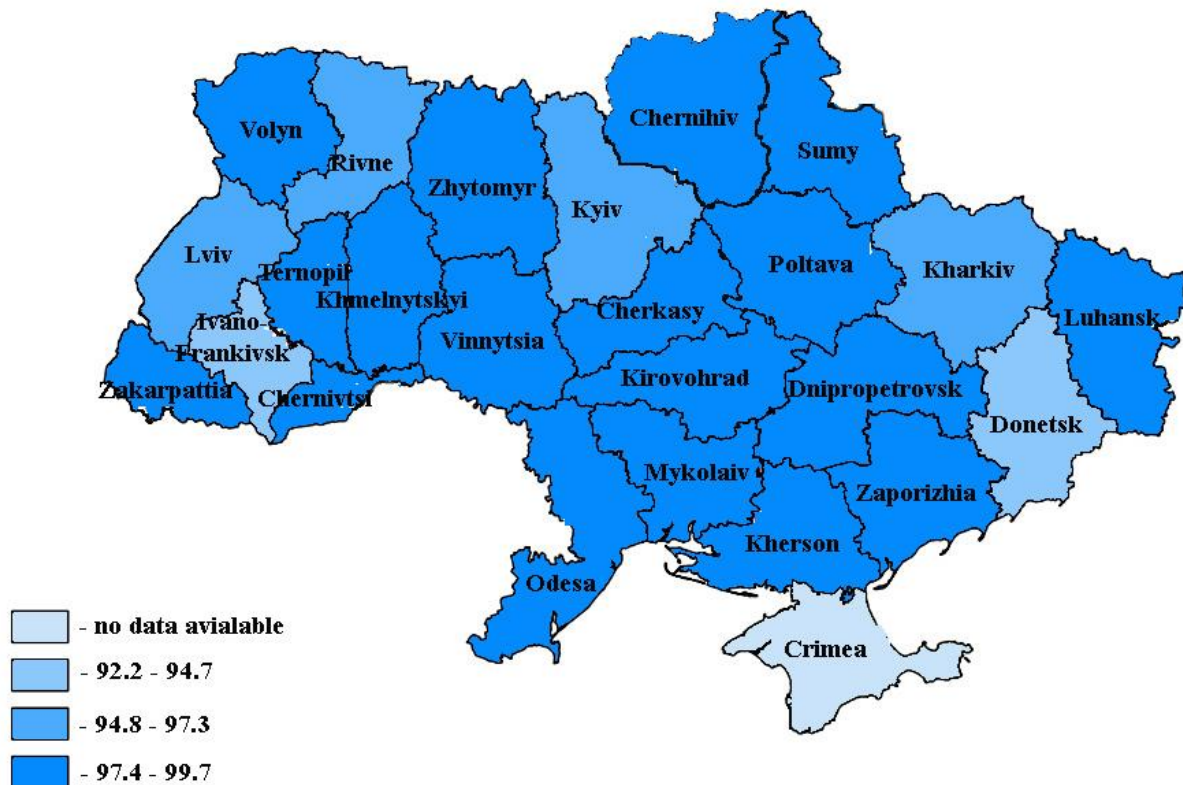 Chernihiv
Volyn
Sumy
Rivne
Zhytomyr
Kyiv
Lviv
Ternopil
Poltava
Kharkiv
Khmelnytskyi
Cherkasy
Luhansk
Ivano-
Frankivsk
Vinnytsia
Kirovohrad
Zakarpattia
Chernivtsi
Dnipropetrovsk
Donetsk
Mykolaiv
Zaporizhia
Kherson
Odesa
Crimea
- no data avialable
- 92.2 - 94.7
- 94.8 - 97.3
- 97.4 - 99.7